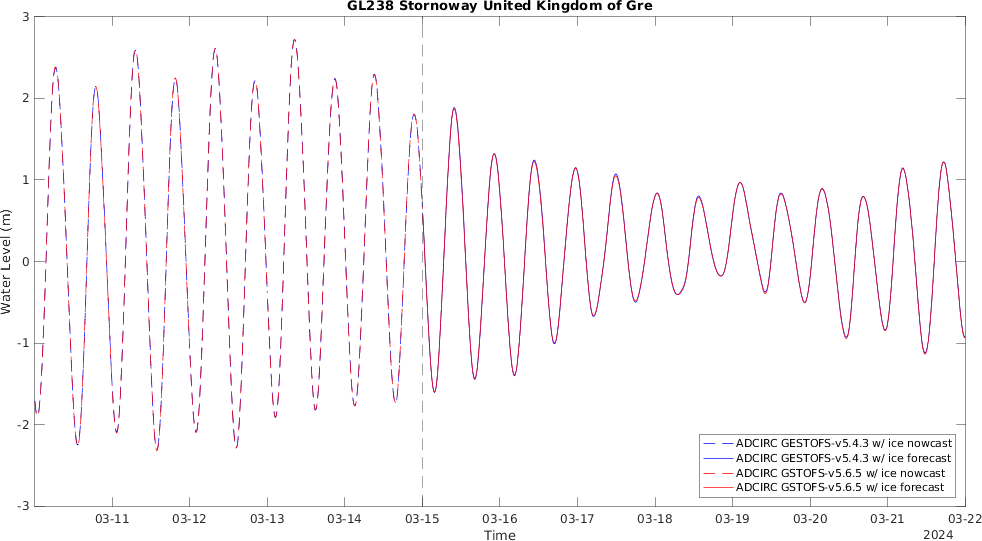 GL238 Stornoway United Kingdom of Gre
3
2
1
0
-1
-2
-3
Water Level (m)
03-11
03-12
03-13
03-14
03-15
03-16
03-17
03-18
03-19
03-20
03-21
03-22
Time
2024
ADCIRC GESTOFS-v5.4.3 w/ ice nowcast
ADCIRC GESTOFS-v5.4.3 w/ ice forecast
ADCIRC GSTOFS-v5.6.5 w/ ice nowcast
ADCIRC GSTOFS-v5.6.5 w/ ice forecast